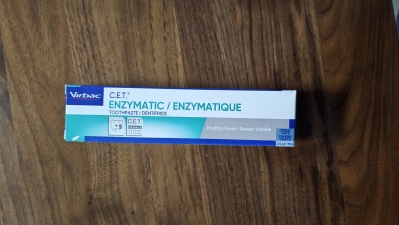 Virbac
C.E.T.®
ENZYMATIC / ENZYMATIQUE
TOOTHPASTE / DENTIFRICE
C.E.T.
Poultry Flavor / Saveur Volaille